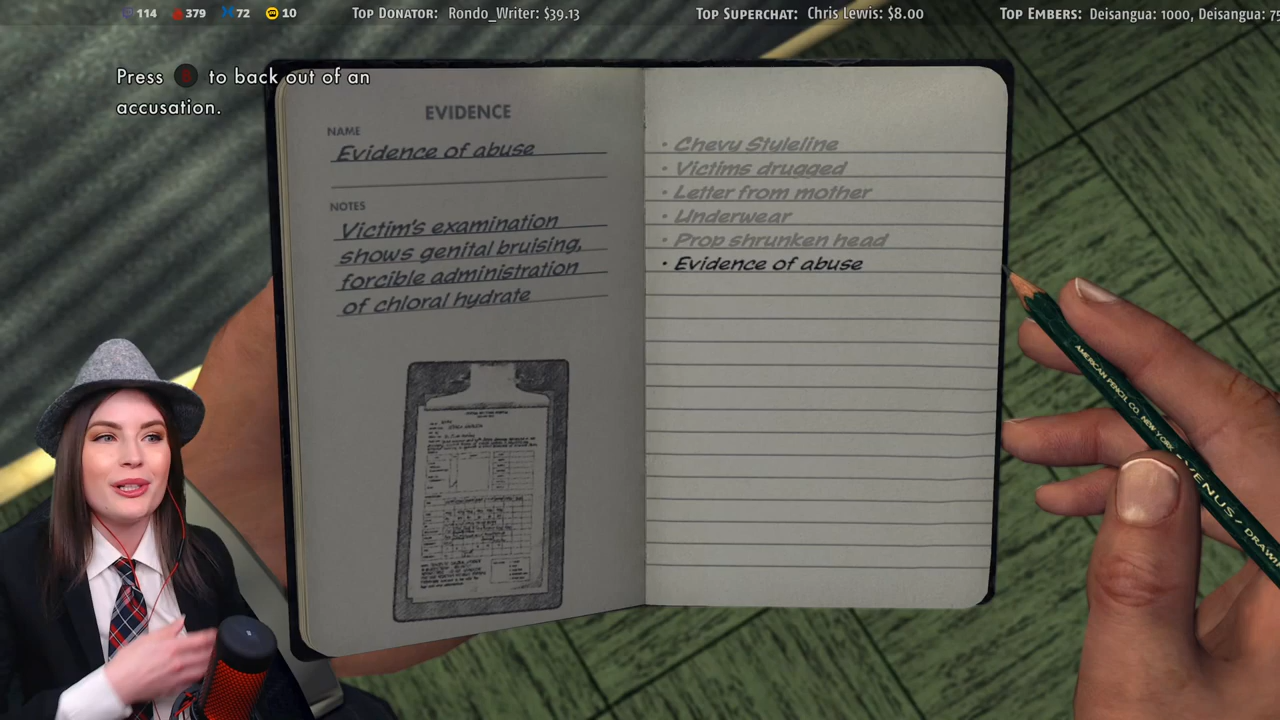 114 379 72 10 TOP DONATOR: Rondo_Writer: $39.13 TOP SUPERCHAT: Chris Lewis: $8.00 TOP EMBERS: Deisangua: 1000, Deisangua: 75
Press B to back out of an
accusation.
EVIDENCE
NAME
Evidence of abuse
NOTES
Victim's examination
shows genital bruising,
forcible administration
of chloral hydrate
• Chevy Styleline
• Victims drugged
• Letter from mother
• Underwear
• Prop shrunken head
• Evidence of abuse
AMERICAN PENCIL CO. NEW YORK VENUS / DRAWIN